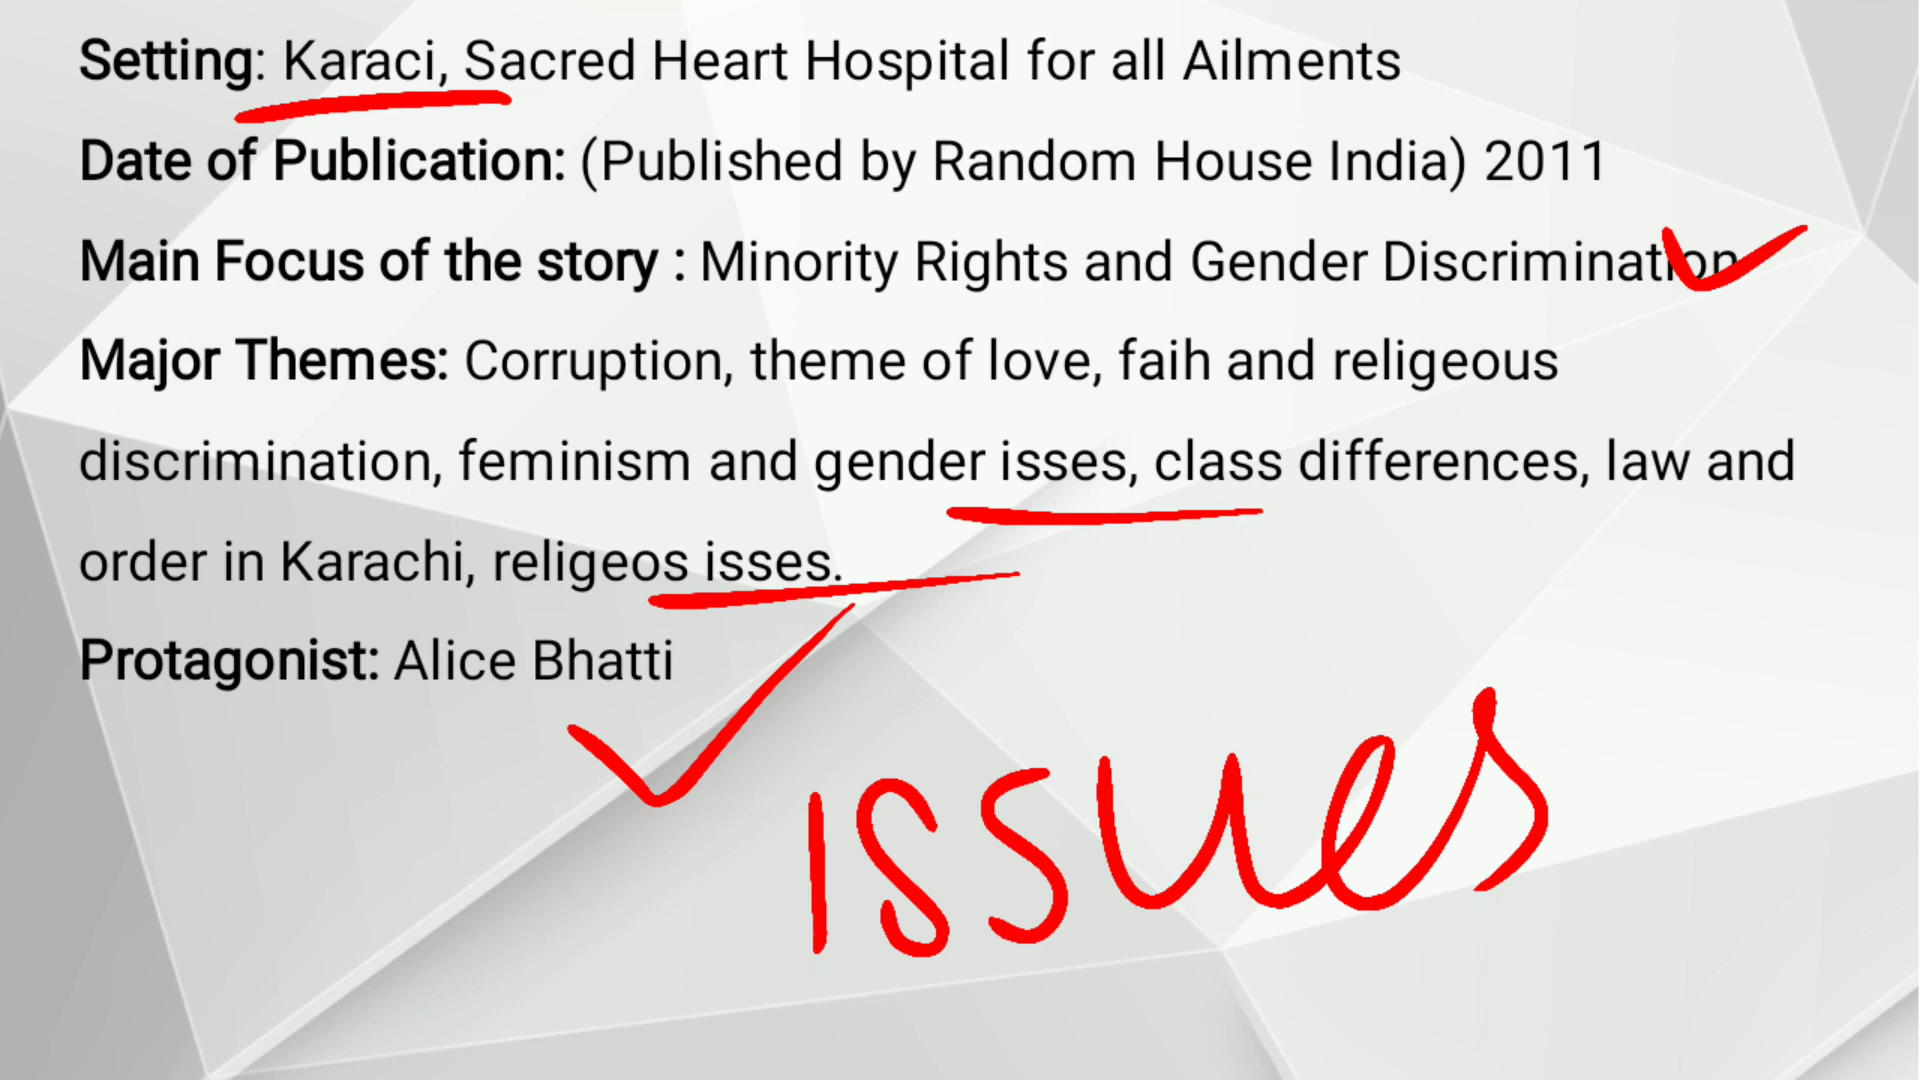 Setting: Karaci, Sacred Heart Hospital for all Ailments
Date of Publication: (Published by Random House India) 2011
Main Focus of the story : Minority Rights and Gender Discrimination
Major Themes: Corruption, theme of love, faih and religeous
discrimination, feminism and gender isses, class differences, law and
order in Karachi, religeos isses.
Protagonist: Alice Bhatti
issues